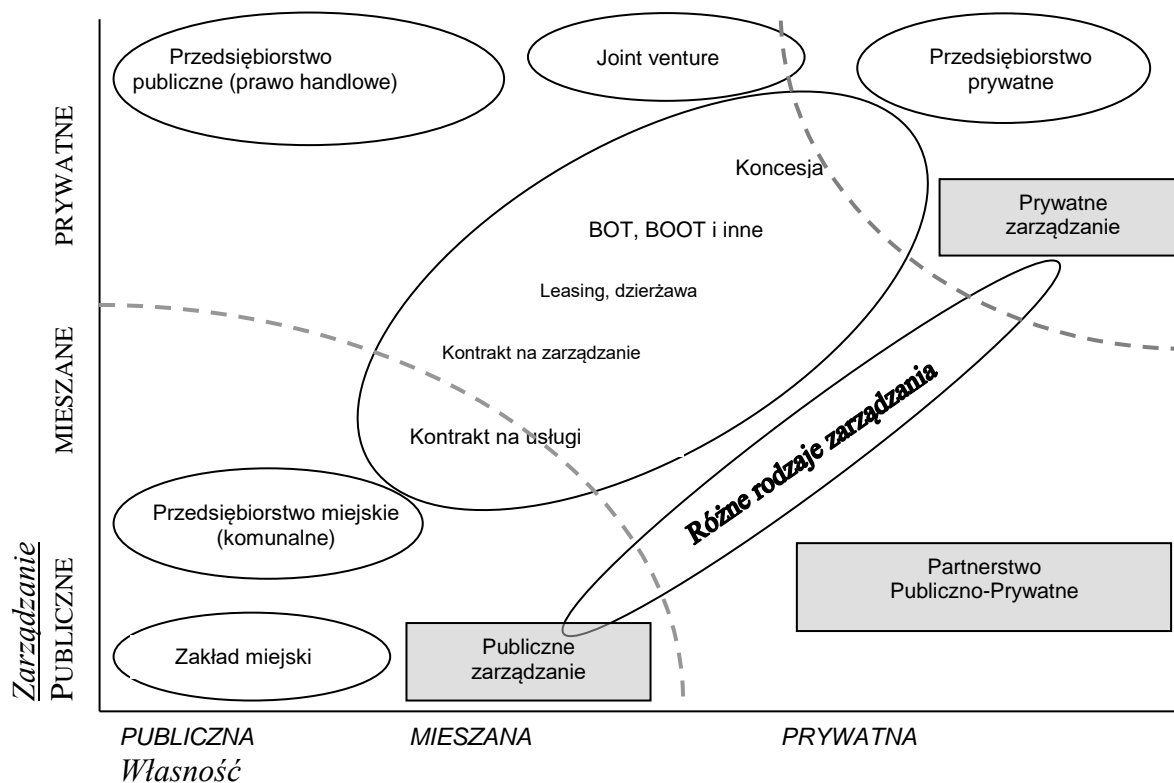 Przedsiębiorstwo
publiczne (prawo handlowe)
Joint venture
Przedsiębiorstwo
prywatne
Koncesja
Prywatne
zarządzanie
BOT, BOOT i inne
Leasing, dzierżawa
Kontrakt na zarządzanie
Kontrakt na usługi
Różne rodzaje zarządzania
Przedsiębiorstwo miejskie
(komunalne)
Partnerstwo
Publiczno-Prywatne
Zakład miejski
Publiczne
zarządzanie
PRYWATNE
MIESZANE
PUBLICZNE
Zarządzanie
PUBLICZNA
MIESZANA
PRYWATNA
Własność